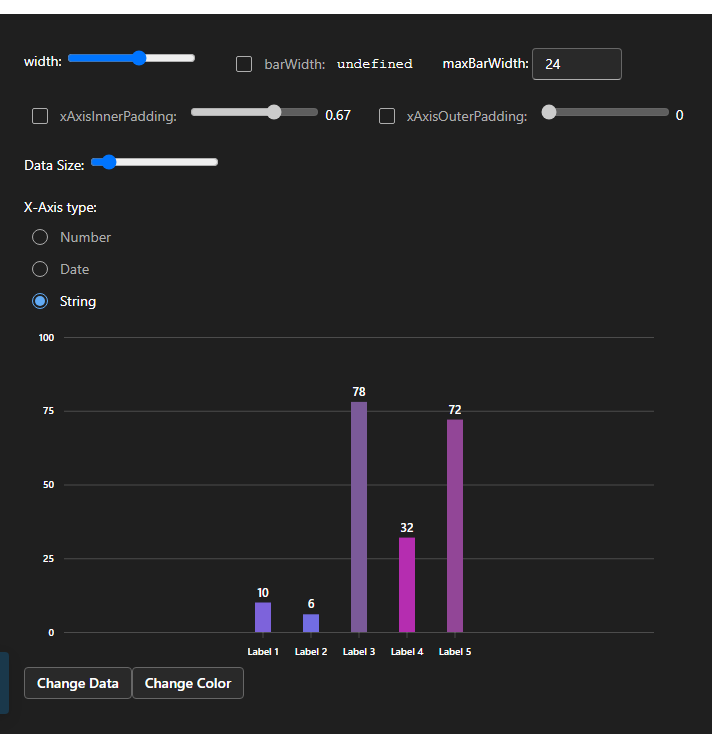 width: barWidth: undefined maxBarWidth: 24
xAxisInnerPadding: 0.67 xAxisOuterPadding: 0
Data Size:
X-Axis type:
Number
Date
String
100
78
75
72
50
32
25
10
6
0
Label 1 Label 2 Label 3 Label 4 Label 5
Change Data Change Color